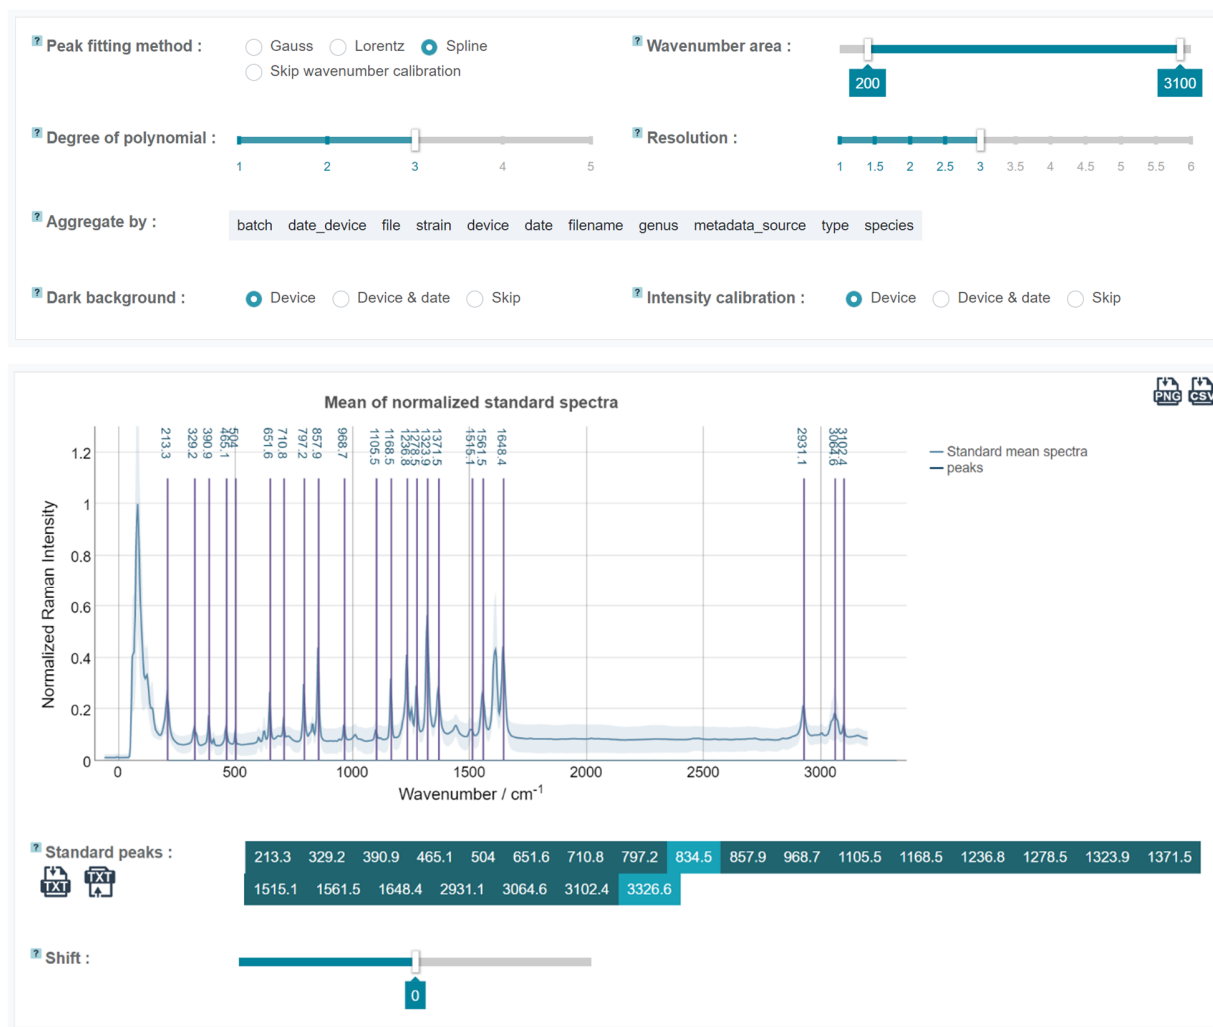 ? Peak fitting method : Gauss Lorentz Spline
Skip wavenumber calibration
? Wavenumber area :
200 3100
? Degree of polynomial :
1 2 3 4 5
? Resolution :
1 1.5 2 2.5 3 3.5 4 4.5 5 5.5 6
? Aggregate by : batch date_device file strain device date filename genus metadata_source type species
? Dark background : Device Device & date Skip
? Intensity calibration : Device Device & date Skip
PNG CSV
Mean of normalized standard spectra
213.3 329.2 390.9 465.1 504 651.6 710.8 797.2 857.9 968.7 1105.5 1168.5 1236.8 1278.5 1323.9 1371.5 1515.1 1561.5 1648.4 2931.1 3064.6 3102.4
Standard mean spectra
peaks
Normalized Raman Intensity
1.2
1
0.8
0.6
0.4
0.2
0
0 500 1000 1500 2000 2500 3000
Wavenumber / cm-1
? Standard peaks :
TXT TXT
213.3 329.2 390.9 465.1 504 651.6 710.8 797.2 834.5 857.9 968.7 1105.5 1168.5 1236.8 1278.5 1323.9 1371.5
1515.1 1561.5 1648.4 2931.1 3064.6 3102.4 3326.6
? Shift :
0